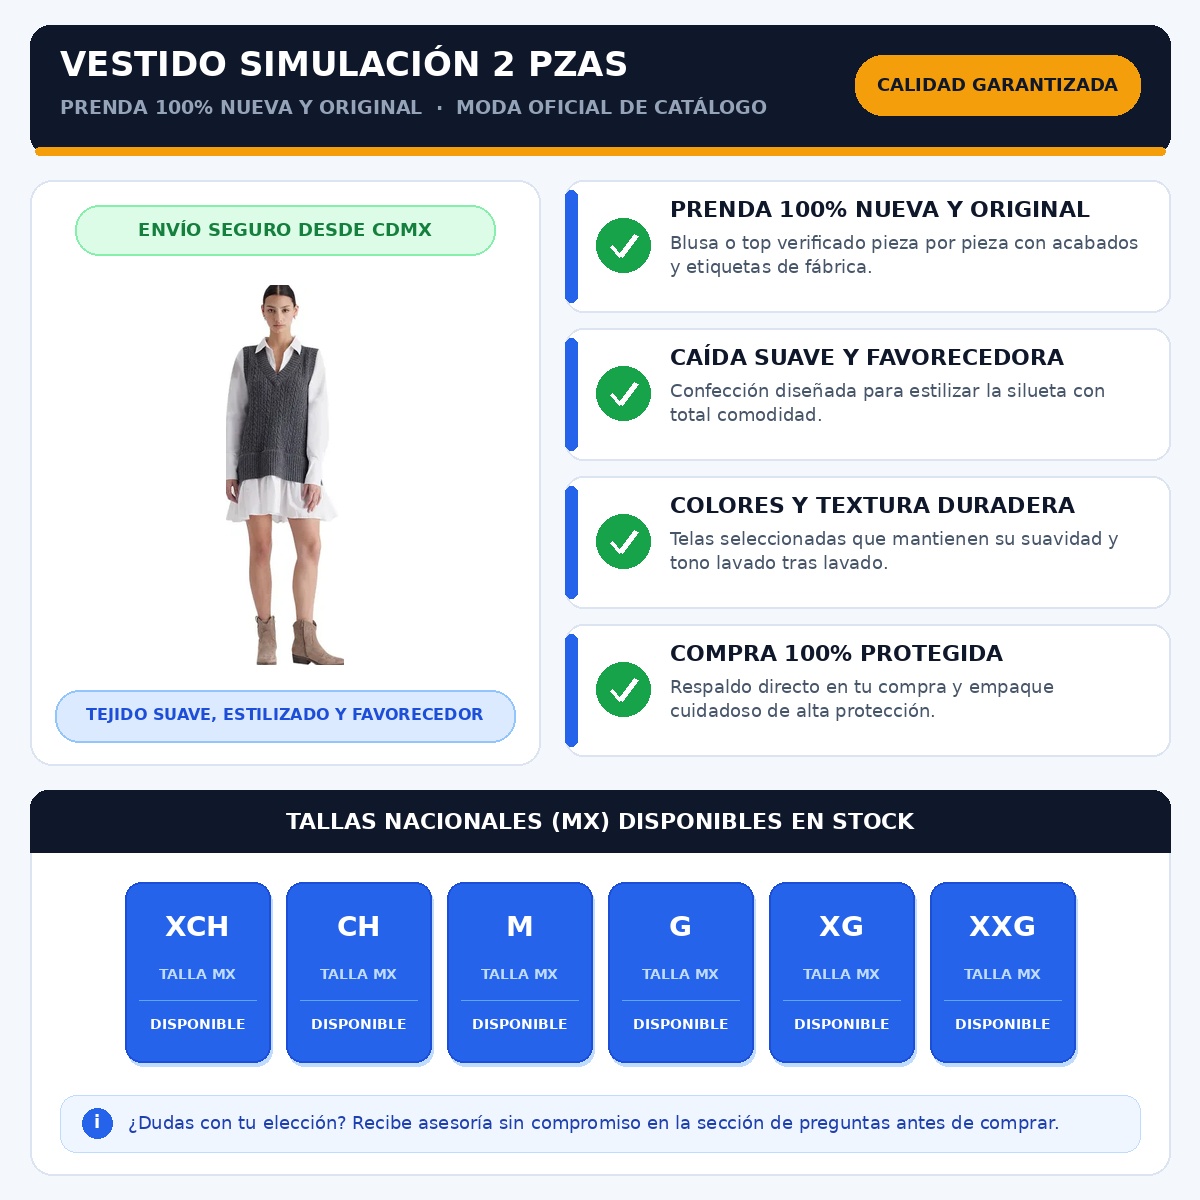 VESTIDO SIMULACIÓN 2 PZAS
PRENDA 100% NUEVA Y ORIGINAL · MODA OFICIAL DE CATÁLOGO
CALIDAD GARANTIZADA
ENVÍO SEGURO DESDE CDMX
TEJIDO SUAVE, ESTILIZADO Y FAVORECEDOR
PRENDA 100% NUEVA Y ORIGINAL
Blusa o top verificado pieza por pieza con acabados
y etiquetas de fábrica.
CAÍDA SUAVE Y FAVORECEDORA
Confección diseñada para estilizar la silueta con
total comodidad.
COLORES Y TEXTURA DURADERA
Telas seleccionadas que mantienen su suavidad y
tono lavado tras lavado.
COMPRA 100% PROTEGIDA
Respaldo directo en tu compra y empaque
cuidadoso de alta protección.
TALLAS NACIONALES (MX) DISPONIBLES EN STOCK
XCH
TALLA MX
DISPONIBLE
CH
TALLA MX
DISPONIBLE
M
TALLA MX
DISPONIBLE
G
TALLA MX
DISPONIBLE
XG
TALLA MX
DISPONIBLE
XXG
TALLA MX
DISPONIBLE
i
¿Dudas con tu elección? Recibe asesoría sin compromiso en la sección de preguntas antes de comprar.